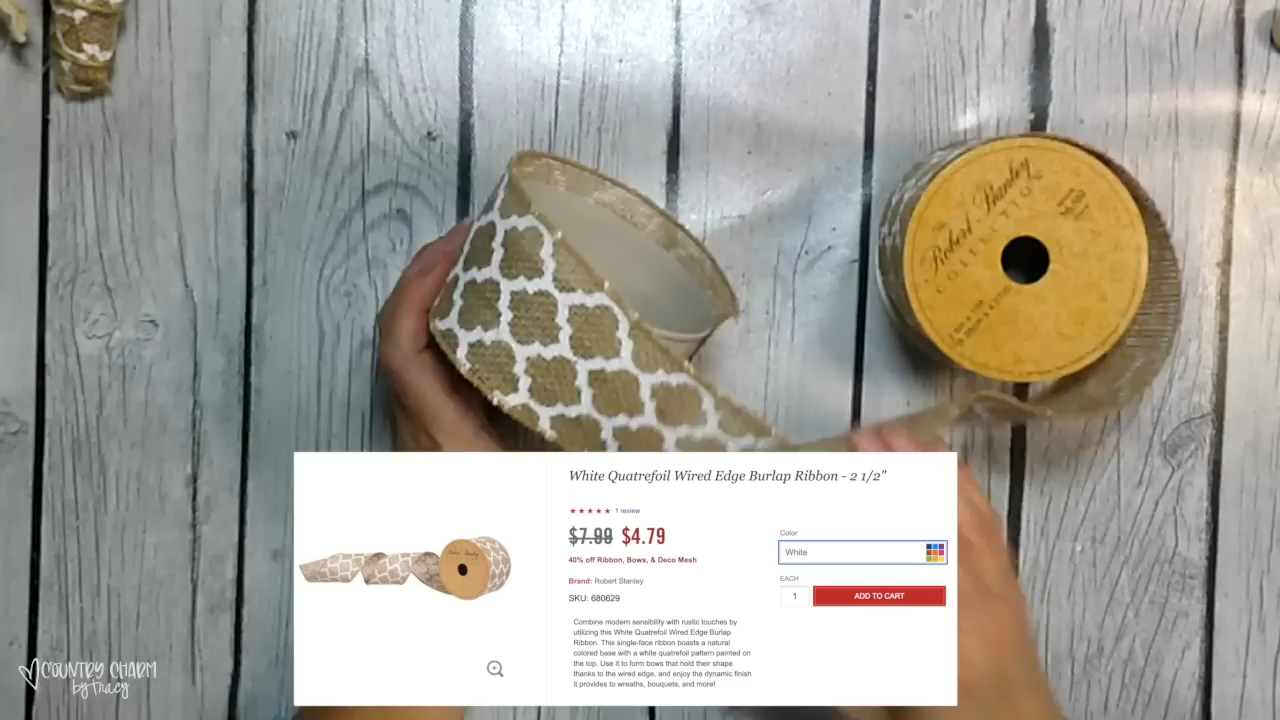 Robert Stanley
COLLECTION
White Quatrefoil Wired Edge Burlap Ribbon - 2 1/2"
★★★★★ 1 review
$7.99 $4.79
40% off Ribbon, Bows, & Deco Mesh
Brand: Robert Stanley
SKU: 680629
Color
White
EACH
1 ADD TO CART
Combine modern sensibility with rustic touches by
utilizing this White Quatrefoil Wired Edge Burlap
Ribbon. This single-face ribbon boasts a natural
colored base with a white quatrefoil pattern painted on
the top. Use it to form bows that hold their shape
thanks to the wired edge, and enjoy the dynamic finish
it provides to wreaths, bouquets, and more!
COUNTRY CHARM
by tracy